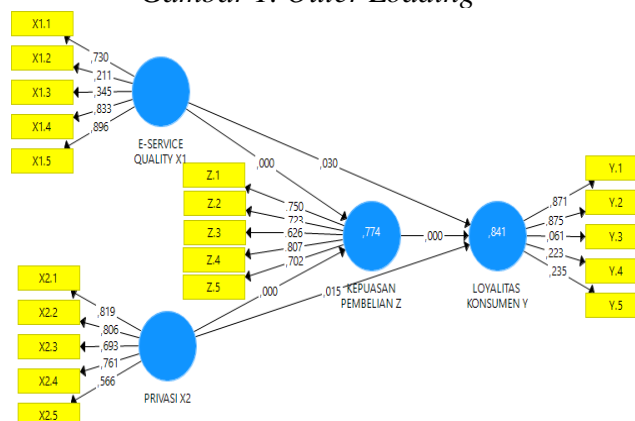 Gambar 1. Outer Loading
X1.1
X1.2
X1.3
X1.4
X1.5
,730
,211
,345
,833
,896
E-SERVICE
QUALITY X1
,000
,030
Z.1
Z.2
Z.3
Z.4
Z.5
,750
,723
,626
,807
,702
,774
KEPUASAN
PEMBELIAN Z
,000
,841
LOYALITAS
KONSUMEN Y
,871
,875
,061
,223
,235
Y.1
Y.2
Y.3
Y.4
Y.5
,000
,015
X2.1
X2.2
X2.3
X2.4
X2.5
,819
,806
,693
,761
,566
PRIVASI X2